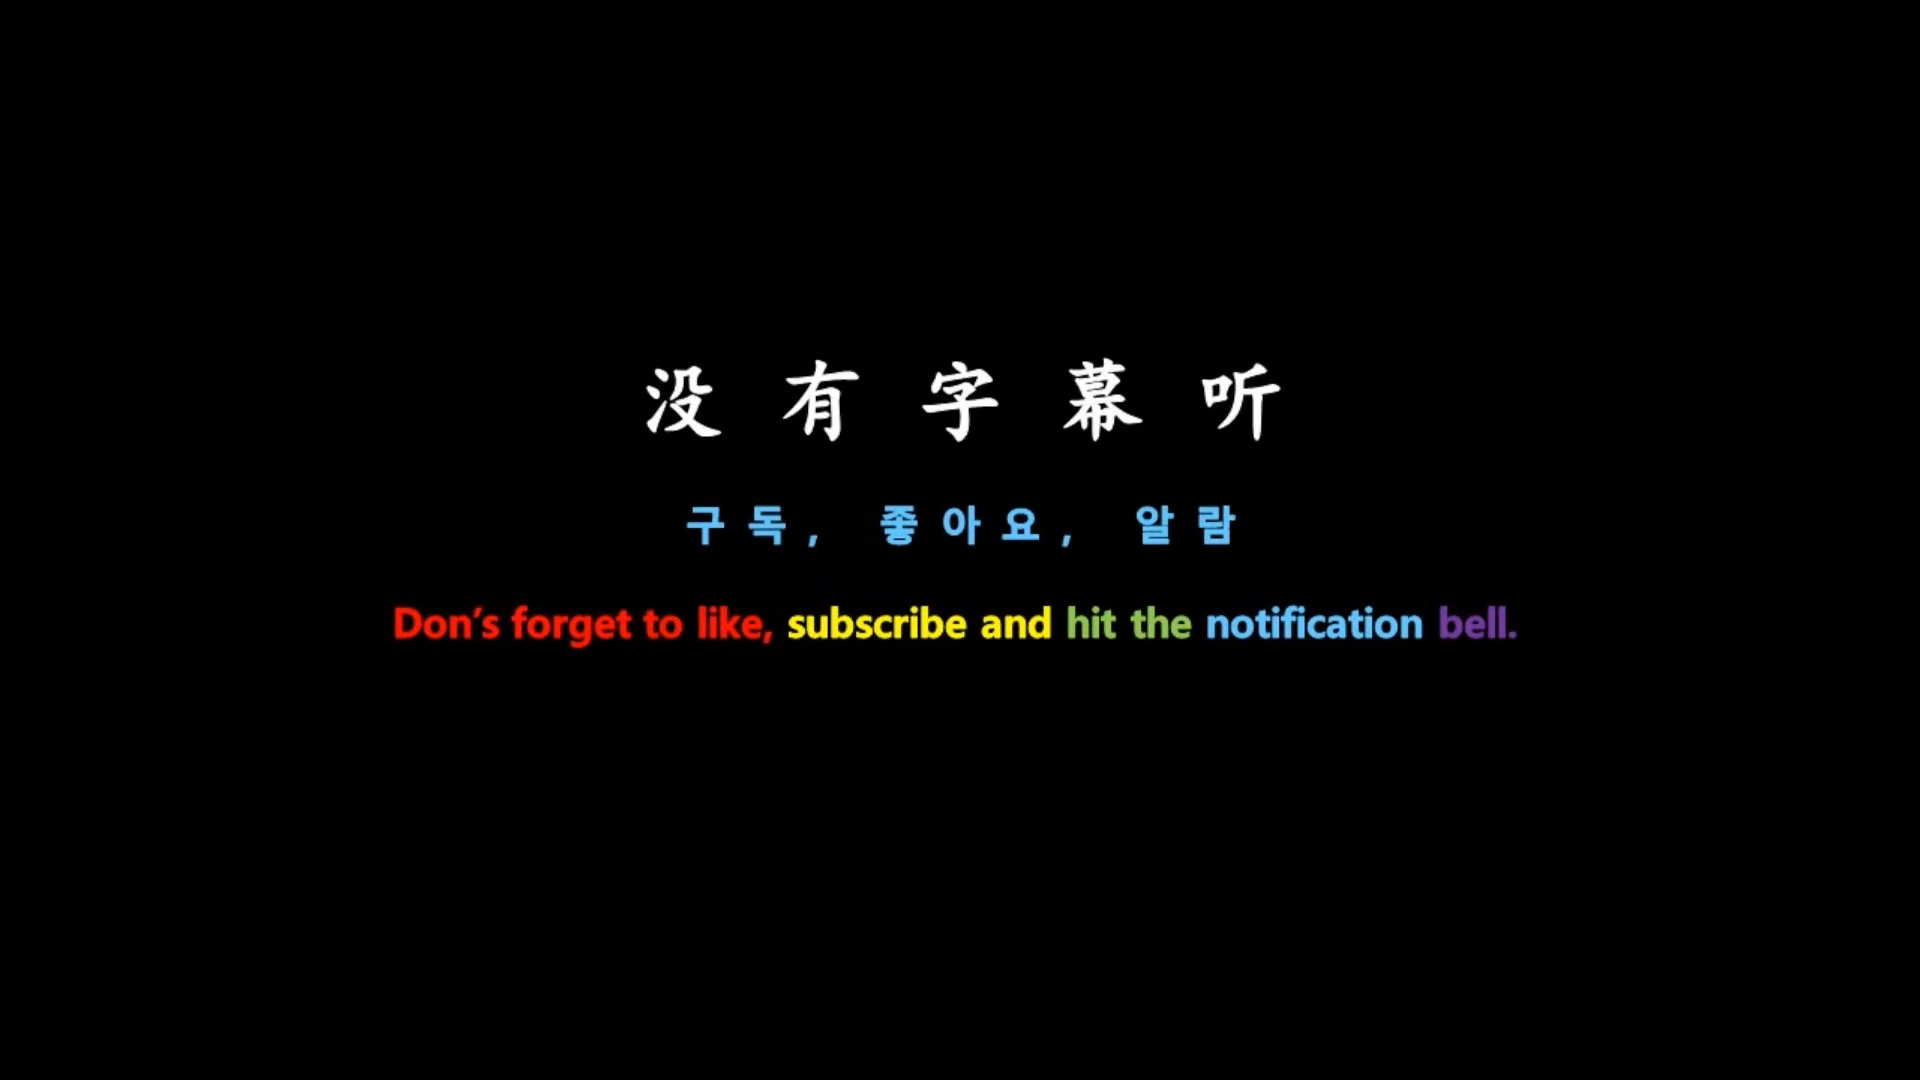 没有字幕听
구독, 좋아요, 알람
Don's forget to like, subscribe and hit the notification bell.